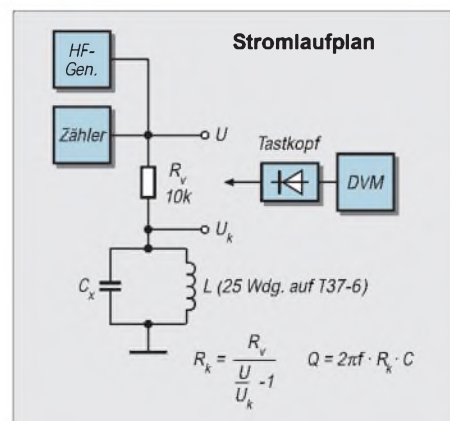 Stromlaufplan
HF-
Gen.
Zähler
U
Tastkopf
DVM
R_v
10k
U_k
C_x
L (25 Wdg. auf T37-6)
R_k = R_v / (U/U_k - 1)
Q = 2πf · R_k · C